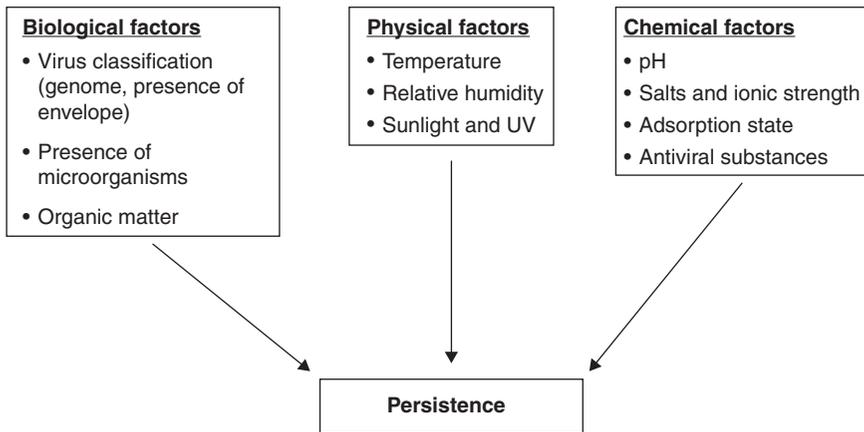 Biological factors
• Virus classification
(genome, presence of
envelope)
• Presence of
microorganisms
• Organic matter
Physical factors
• Temperature
• Relative humidity
• Sunlight and UV
Chemical factors
• pH
• Salts and ionic strength
• Adsorption state
• Antiviral substances
Persistence